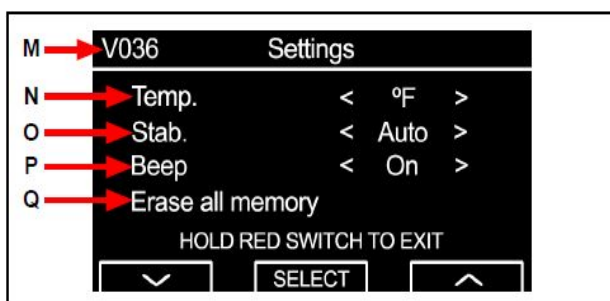 M V036 Settings
N Temp. < ºF >
O Stab. < Auto >
P Beep < On >
Q Erase all memory
HOLD RED SWITCH TO EXIT
SELECT